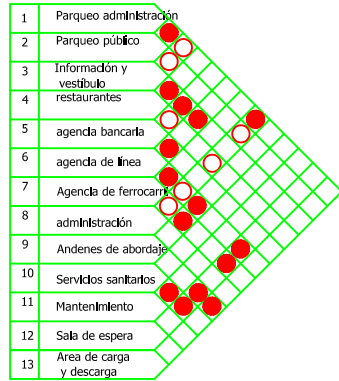 1 Parqueo administración
2 Parqueo público
3 Información y
vestíbulo
4 restaurantes
5 agencia bancaria
6 agencia de línea
7 Agencia de ferrocarril
8 administración
9 Andenes de abordaje
10 Servicios sanitarios
11 Mantenimiento
12 Sala de espera
13 Area de carga
y descarga